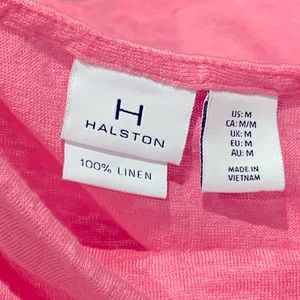 H
HALSTON
100% LINEN
US: M
CA: M/M
UK: M
EU: M
AU: M
MADE IN
VIETNAM